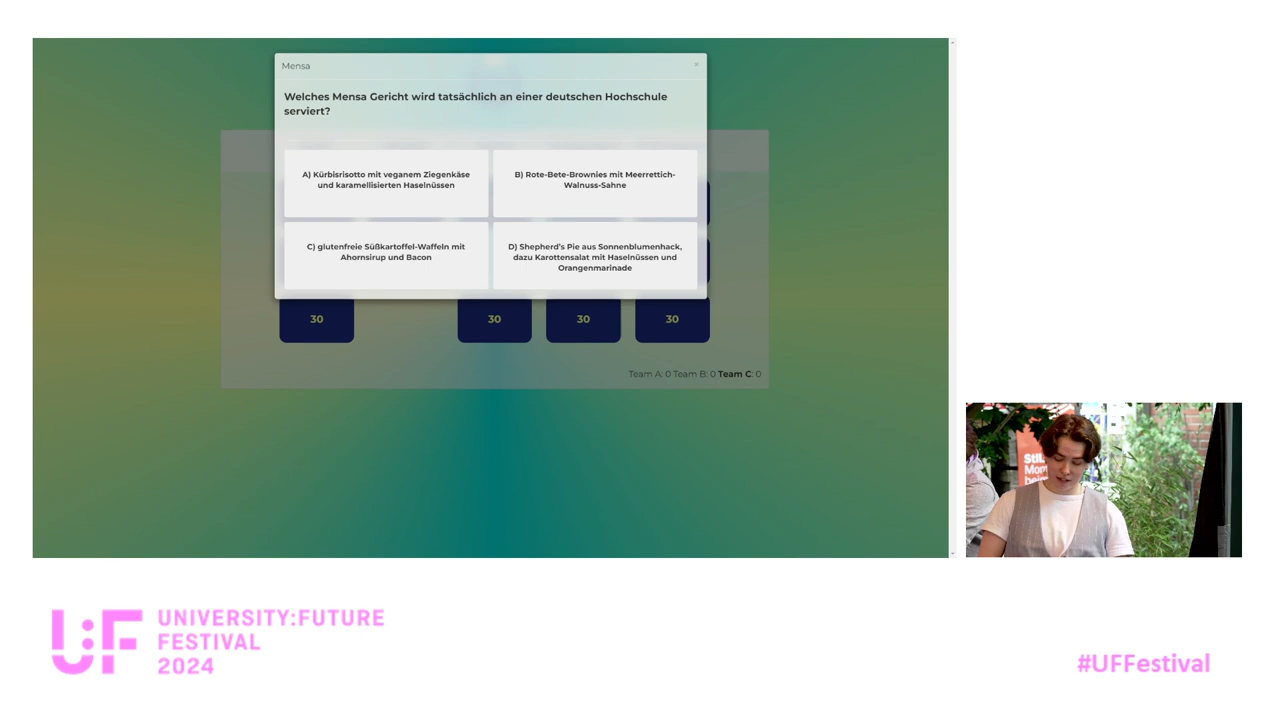 Mensa
×
Welches Mensa Gericht wird tatsächlich an einer deutschen Hochschule
serviert?
A) Kürbisrisotto mit veganem Ziegenkäse
und karamellisierten Haselnüssen
B) Rote-Bete-Brownies mit Meerrettich-
Walnuss-Sahne
C) glutenfreie Süßkartoffel-Waffeln mit
Ahornsirup und Bacon
D) Shepherd's Pie aus Sonnenblumenhack,
dazu Karottensalat mit Haselnüssen und
Orangenmarinade
30
30
30
30
Team A: 0 Team B: 0 Team C: 0
U:F
UNIVERSITY:FUTURE
FESTIVAL
2024
#UFFestival